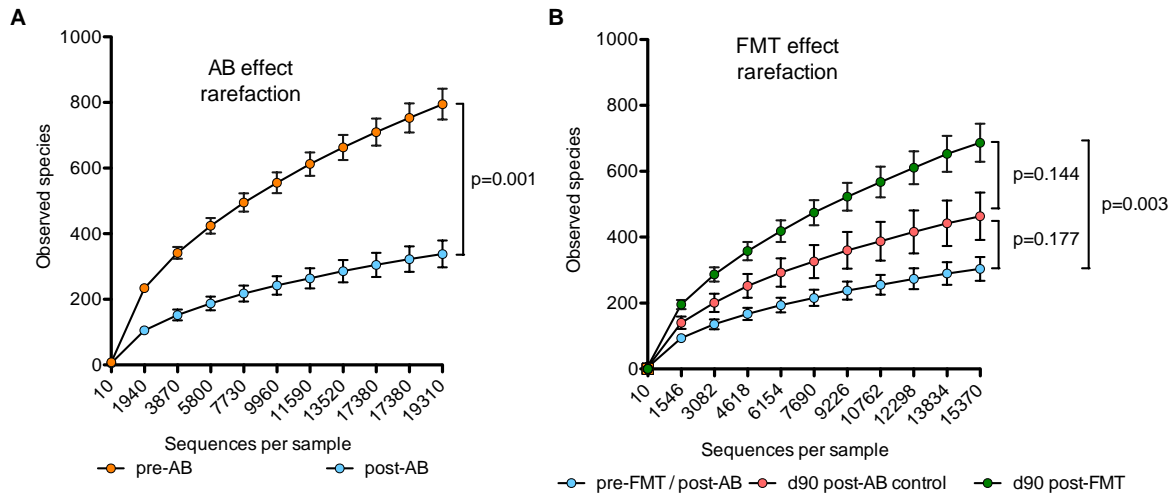 A
AB effect
rarefaction
1000
800
600
400
200
0
Observed species
p=0.001
10
1940
3870
5800
7730
9960
11590
13520
17380
17380
19310
Sequences per sample
pre-AB
post-AB
B
FMT effect
rarefaction
1000
800
600
400
200
0
Observed species
p=0.144
p=0.177
p=0.003
10
1546
3082
4618
6154
7690
9226
10762
12298
13834
15370
Sequences per sample
pre-FMT / post-AB
d90 post-AB control
d90 post-FMT